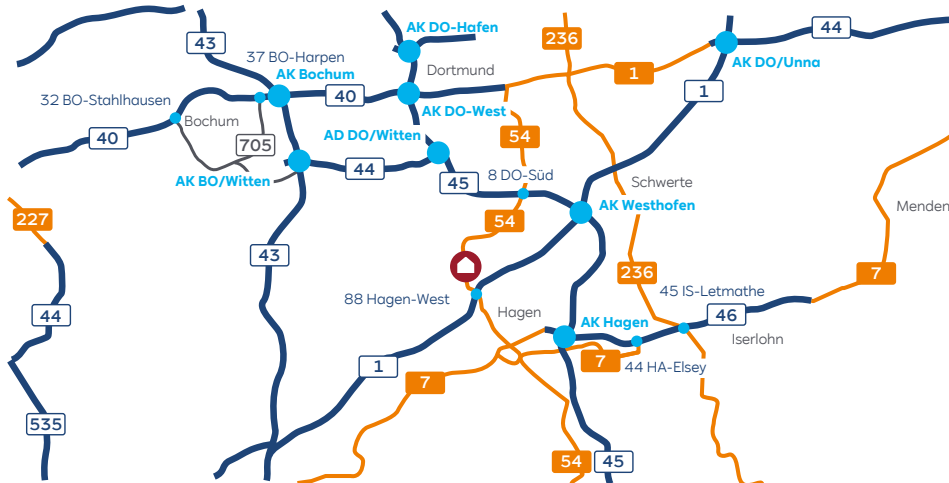 236
44
AK DO-Hafen
43
37 BO-Harpen
AK DO/Unna
Dortmund
1
AK Bochum
1
40
32 BO-Stahlhausen
AK DO-West
Bochum
AD DO/Witten
54
40
705
44
8 DO-Süd
AK BO/Witten
45
Schwerte
AK Westhofen
Menden
227
54
43
236
7
45 IS-Letmathe
88 Hagen-West
Hagen
44
AK Hagen
46
Iserlohn
1
7
44 HA-Elsey
7
535
54
45